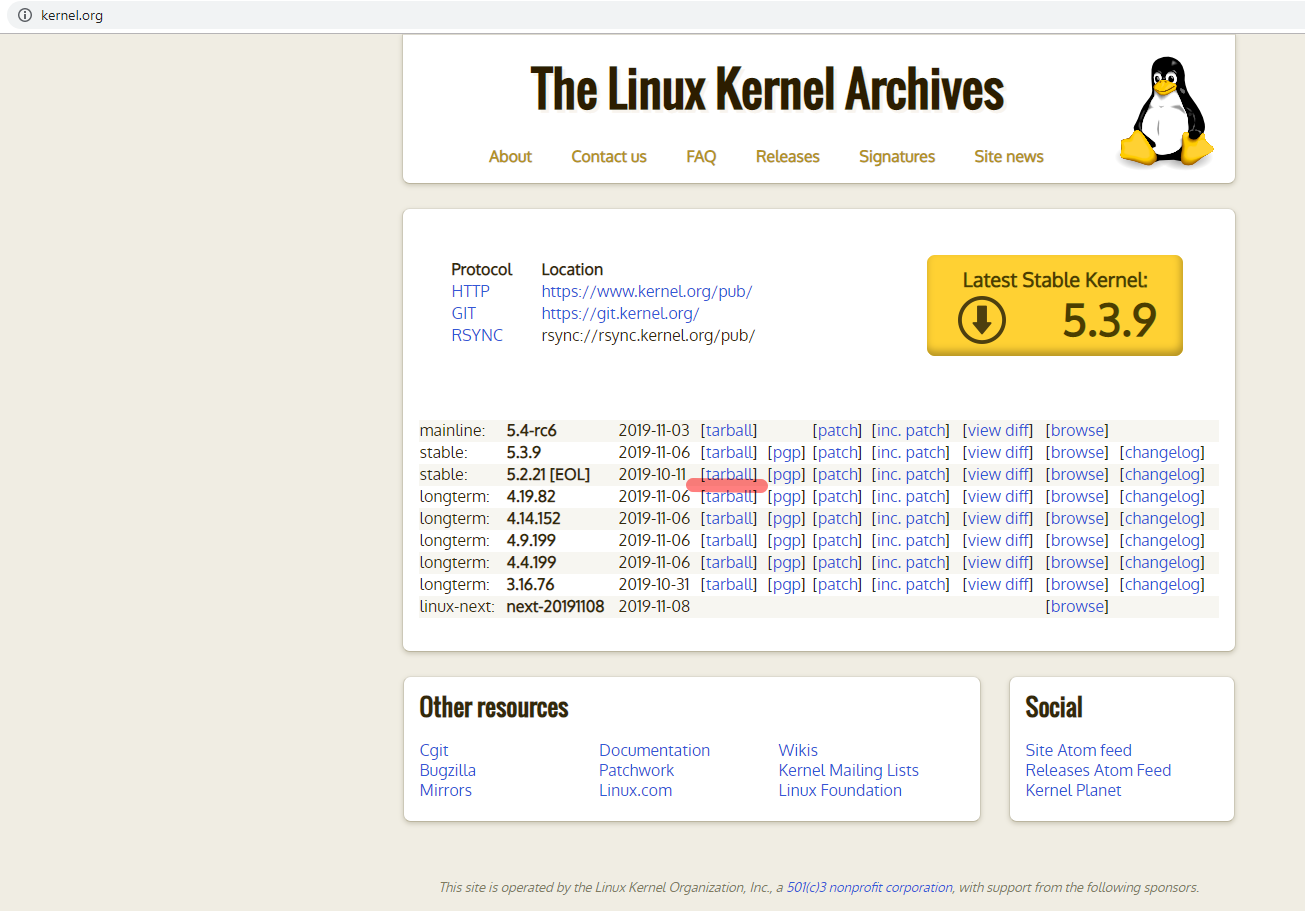 kernel.org
The Linux Kernel Archives
About Contact us FAQ Releases Signatures Site news
Protocol Location
HTTP https://www.kernel.org/pub/
GIT https://git.kernel.org/
RSYNC rsync://rsync.kernel.org/pub/
Latest Stable Kernel:
5.3.9
mainline: 5.4-rc6 2019-11-03 [tarball] [patch] [inc. patch] [view diff] [browse]
stable: 5.3.9 2019-11-06 [tarball] [pgp] [patch] [inc. patch] [view diff] [browse] [changelog]
stable: 5.2.21 [EOL] 2019-10-11 [tarball] [pgp] [patch] [inc. patch] [view diff] [browse] [changelog]
longterm: 4.19.82 2019-11-06 [tarball] [pgp] [patch] [inc. patch] [view diff] [browse] [changelog]
longterm: 4.14.152 2019-11-06 [tarball] [pgp] [patch] [inc. patch] [view diff] [browse] [changelog]
longterm: 4.9.199 2019-11-06 [tarball] [pgp] [patch] [inc. patch] [view diff] [browse] [changelog]
longterm: 4.4.199 2019-11-06 [tarball] [pgp] [patch] [inc. patch] [view diff] [browse] [changelog]
longterm: 3.16.76 2019-10-31 [tarball] [pgp] [patch] [inc. patch] [view diff] [browse] [changelog]
linux-next: next-20191108 2019-11-08 [browse]
Other resources
Cgit Documentation Wikis
Bugzilla Patchwork Kernel Mailing Lists
Mirrors Linux.com Linux Foundation
Social
Site Atom feed
Releases Atom Feed
Kernel Planet
This site is operated by the Linux Kernel Organization, Inc., a 501(c)3 nonprofit corporation, with support from the following sponsors.